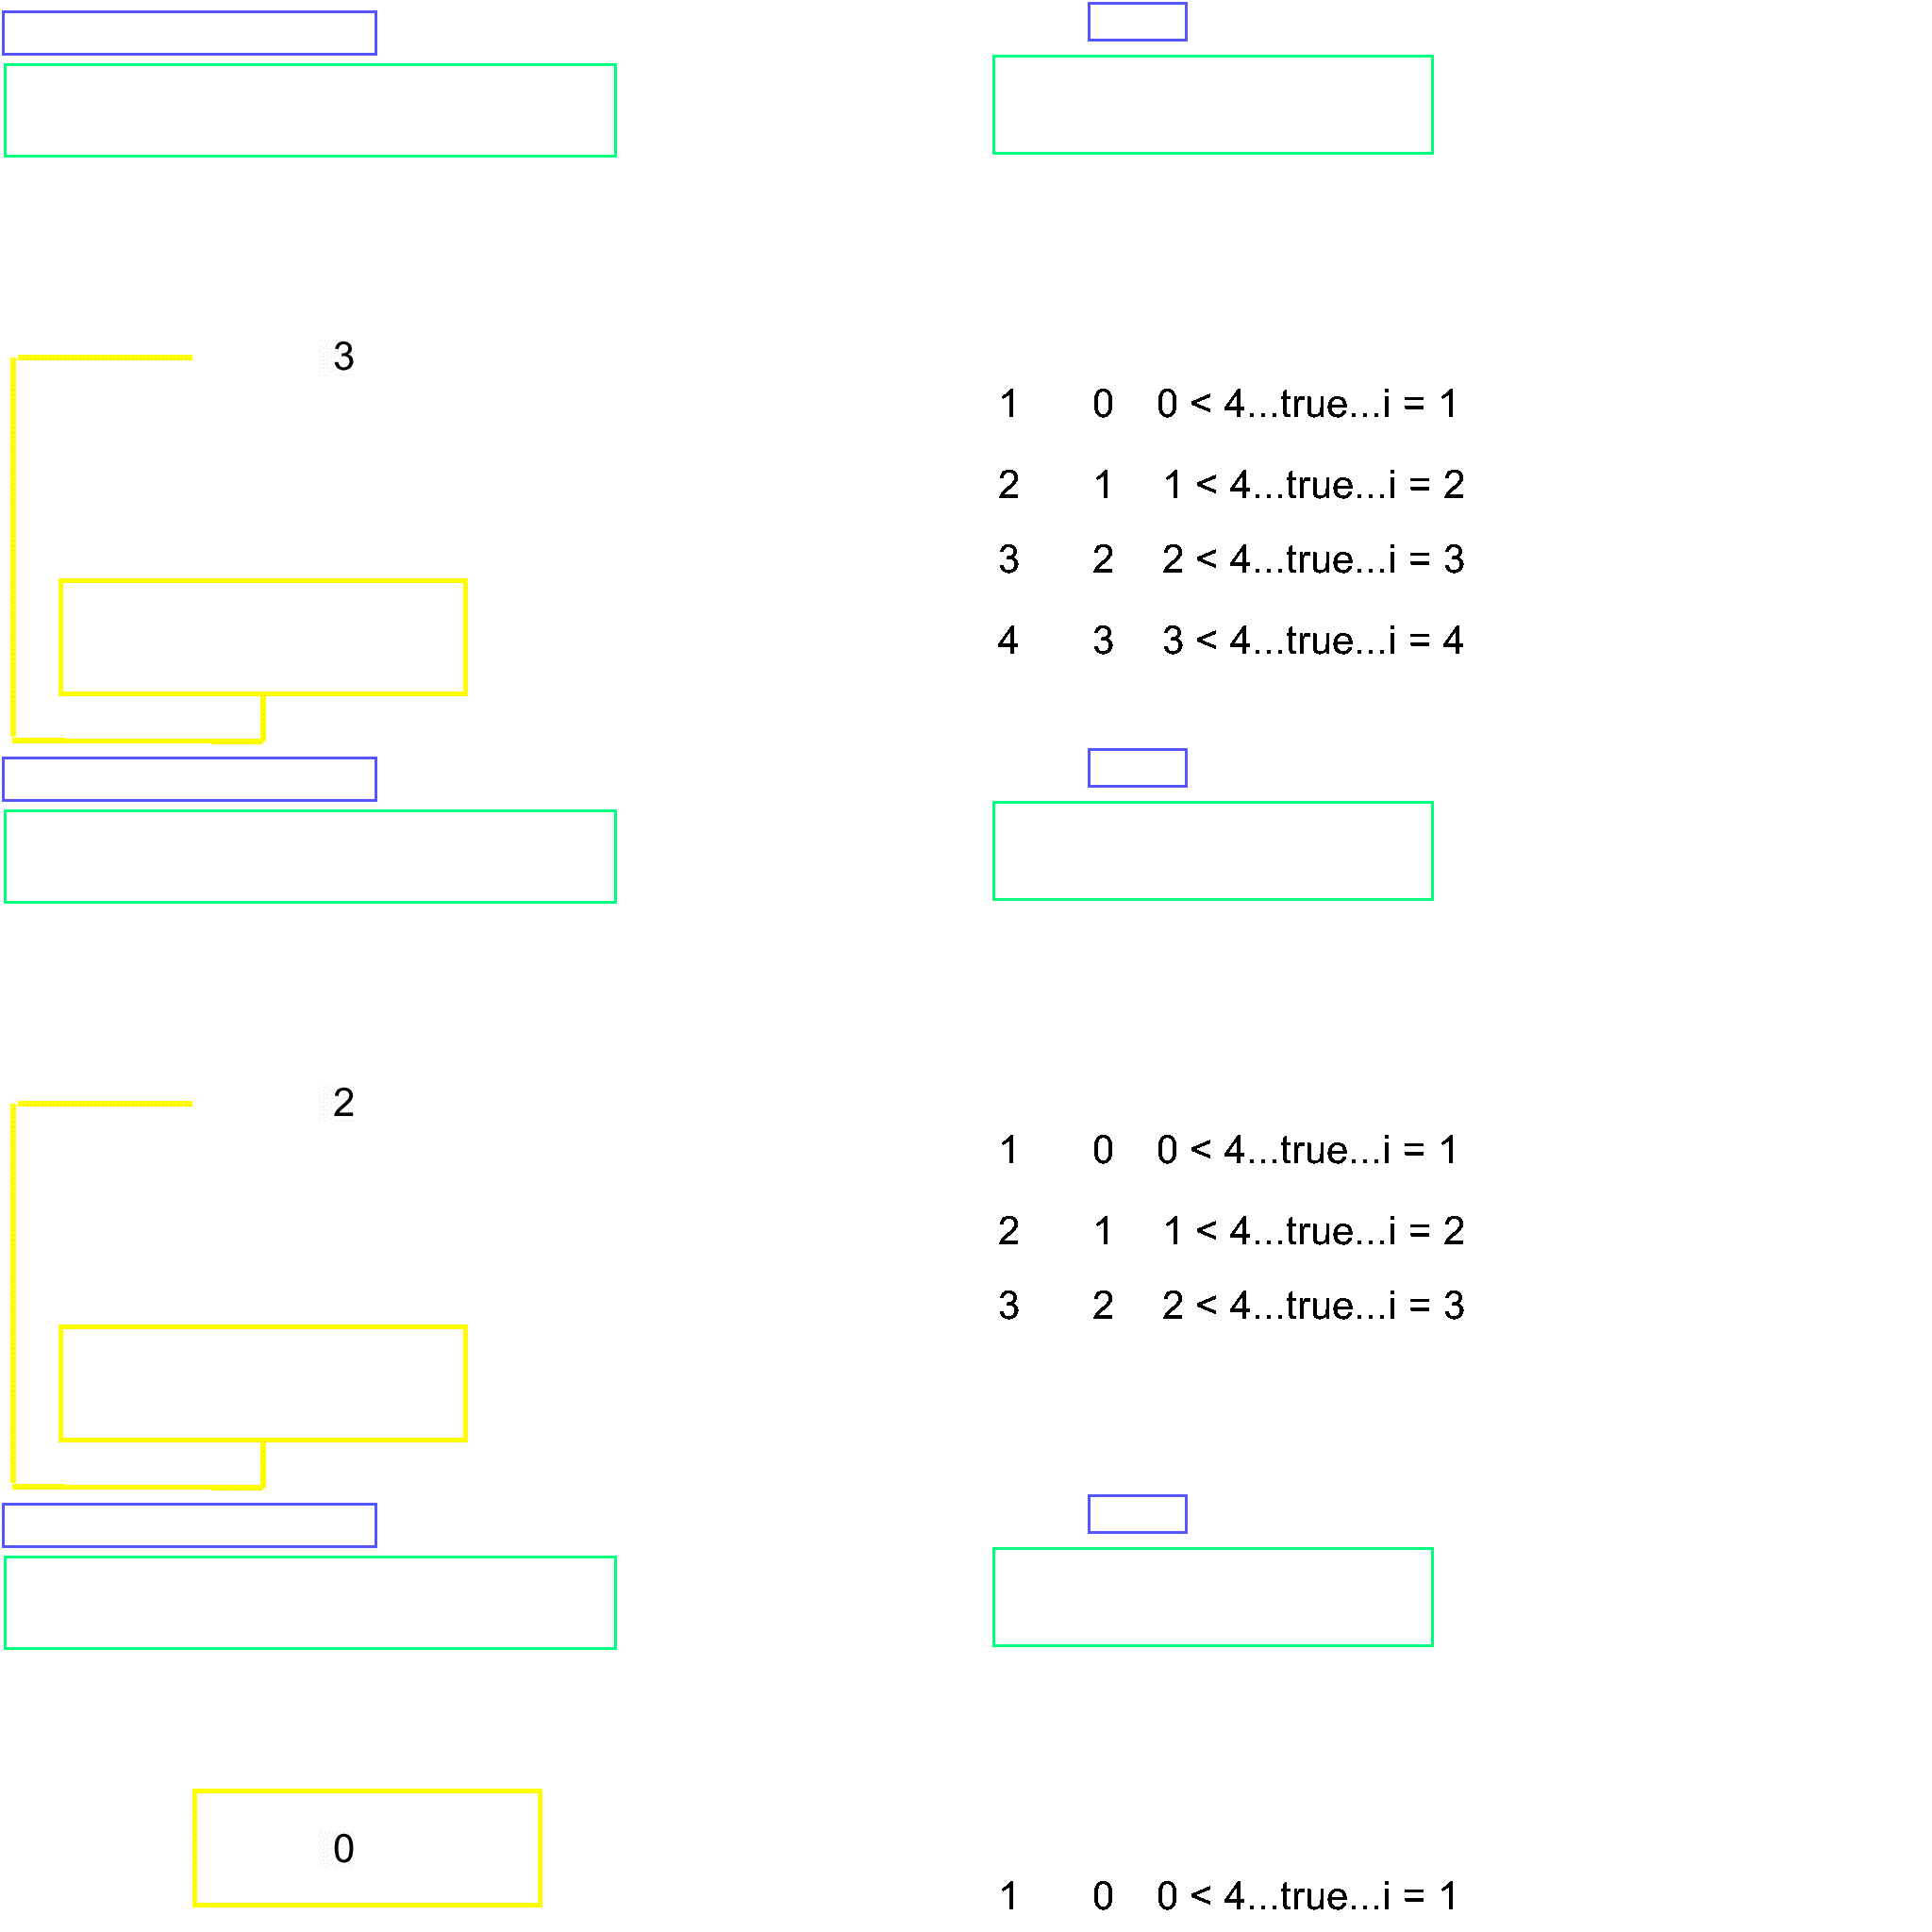 3
1 0 0 < 4...true...i = 1
2 1 1 < 4...true...i = 2
3 2 2 < 4...true...i = 3
4 3 3 < 4...true...i = 4
2
1 0 0 < 4...true...i = 1
2 1 1 < 4...true...i = 2
3 2 2 < 4...true...i = 3
0
1 0 0 < 4...true...i = 1